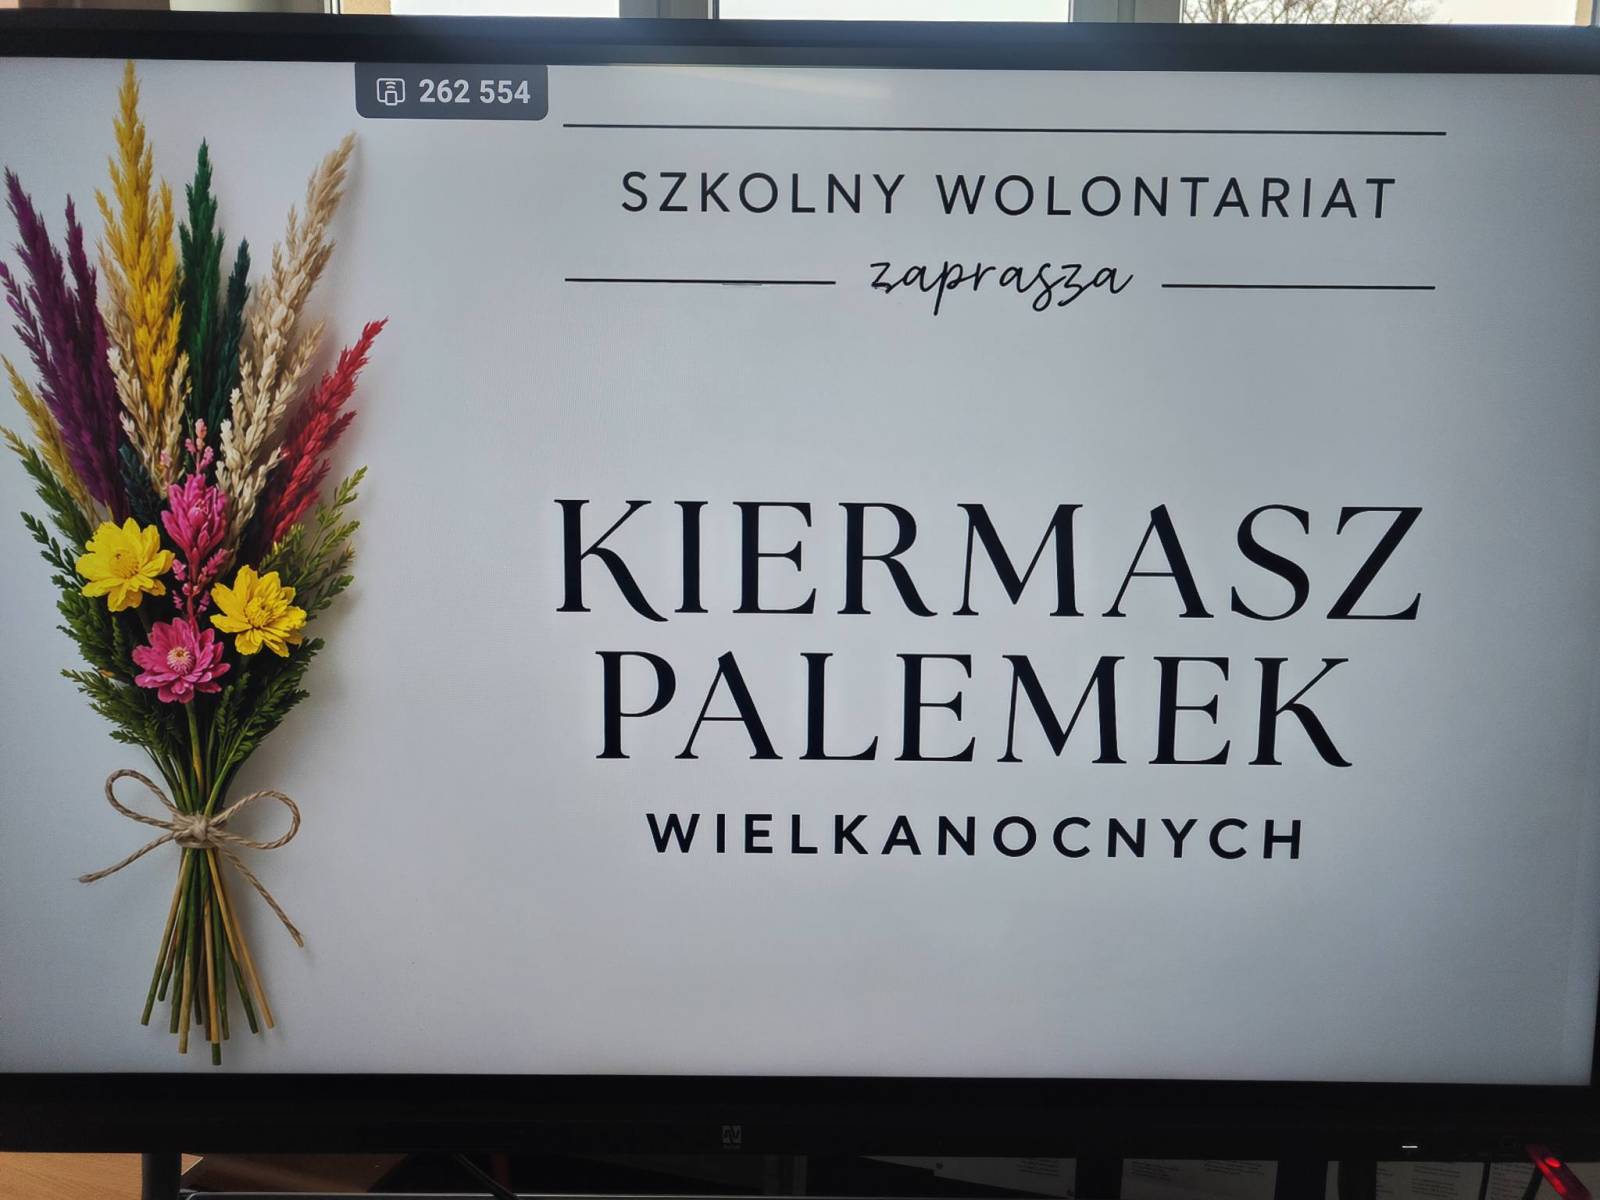 262 554
SZKOLNY WOLONTARIAT
zaprasza
KIERMASZ
PALEMEK
WIELKANOCNYCH